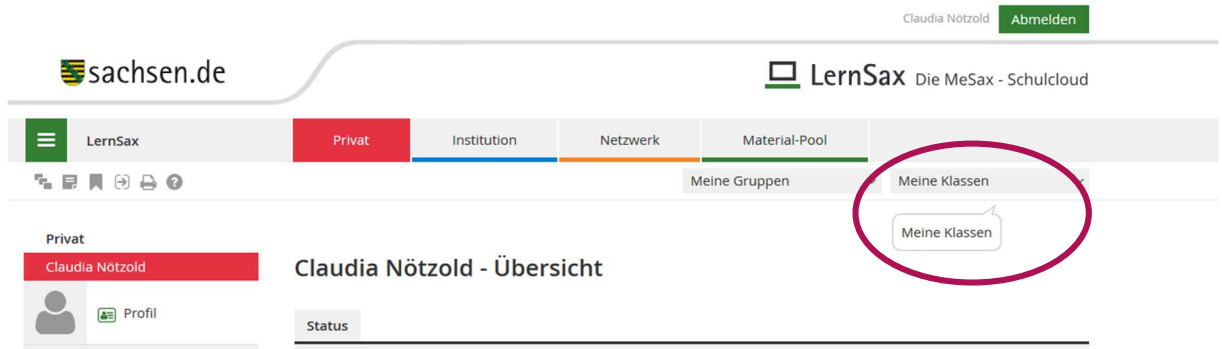 Claudia Nötzold Abmelden
sachsen.de
LernSax Die MeSax - Schulcloud
LernSax Privat Institution Netzwerk Material-Pool
Meine Gruppen Meine Klassen
Meine Klassen
Privat
Claudia Nötzold
Claudia Nötzold - Übersicht
Profil
Status